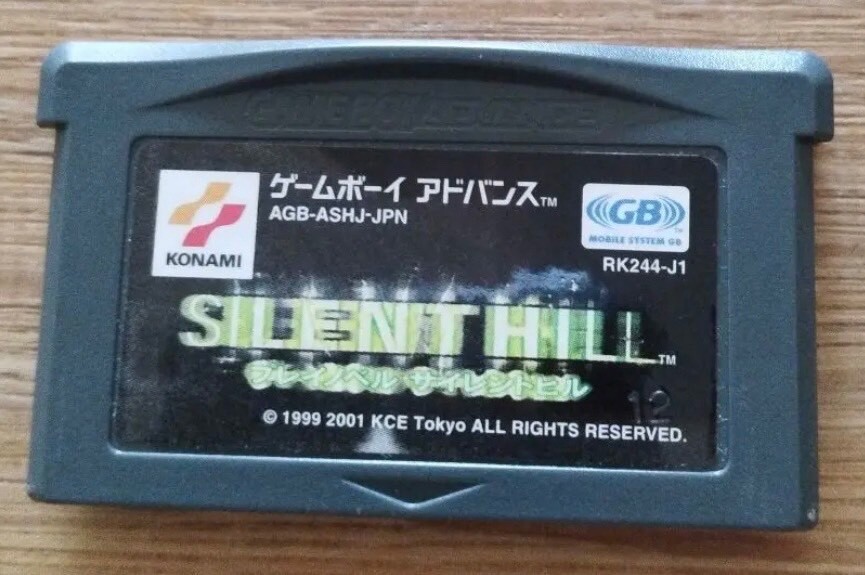 GAME BOY ADVANCE
KONAMI
ゲームボーイ アドバンス™
AGB-ASHJ-JPN
GB™
MOBILE SYSTEM GB
RK244-J1
SILENT HILL™
プレイノベル サイレントヒル
12
© 1999 2001 KCE Tokyo ALL RIGHTS RESERVED.